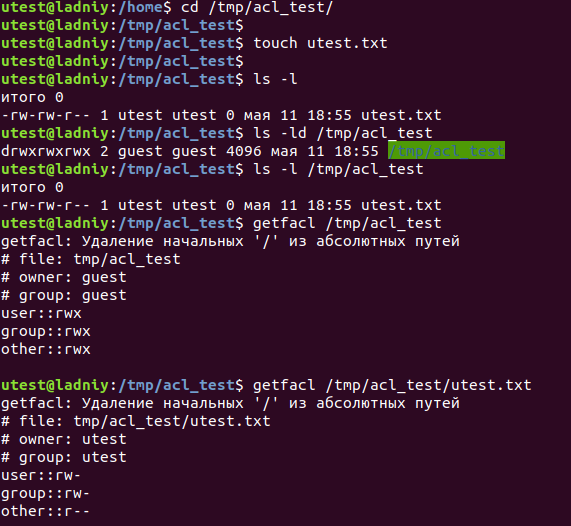 utest@ladniy:/home$ cd /tmp/acl_test/
utest@ladniy:/tmp/acl_test$
utest@ladniy:/tmp/acl_test$ touch utest.txt
utest@ladniy:/tmp/acl_test$
utest@ladniy:/tmp/acl_test$ ls -l
итого 0
-rw-rw-r-- 1 utest utest 0 мая 11 18:55 utest.txt
utest@ladniy:/tmp/acl_test$ ls -ld /tmp/acl_test
drwxrwxrwx 2 guest guest 4096 мая 11 18:55 /tmp/acl_test
utest@ladniy:/tmp/acl_test$ ls -l /tmp/acl_test
итого 0
-rw-rw-r-- 1 utest utest 0 мая 11 18:55 utest.txt
utest@ladniy:/tmp/acl_test$ getfacl /tmp/acl_test
getfacl: Удаление начальных '/' из абсолютных путей
# file: tmp/acl_test
# owner: guest
# group: guest
user::rwx
group::rwx
other::rwx
utest@ladniy:/tmp/acl_test$ getfacl /tmp/acl_test/utest.txt
getfacl: Удаление начальных '/' из абсолютных путей
# file: tmp/acl_test/utest.txt
# owner: utest
# group: utest
user::rw-
group::rw-
other::r--